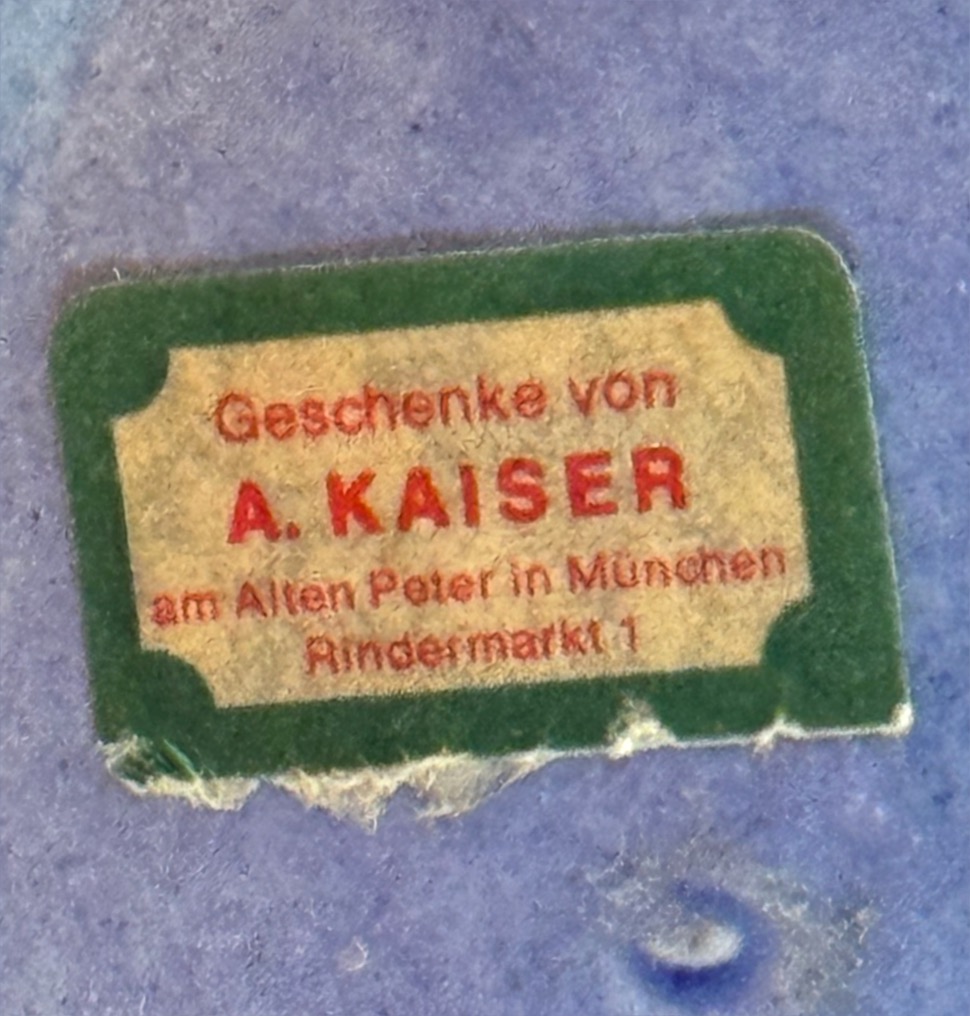 Geschenke von
A. KAISER
am Alten Peter in München
Rindermarkt 1